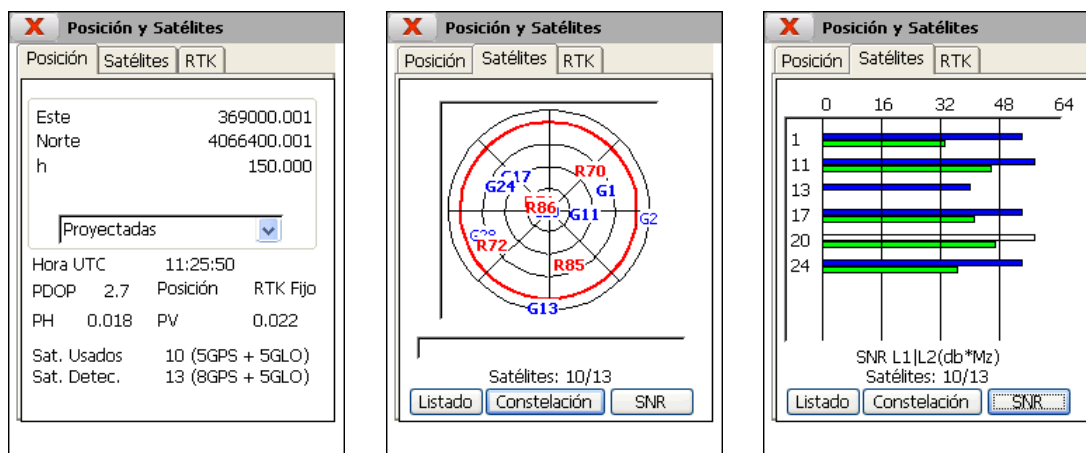 X Posición y Satélites
Posición Satélites RTK
Este 369000.001
Norte 4066400.001
h 150.000
Proyectadas
Hora UTC 11:25:50
PDOP 2.7 Posición RTK Fijo
PH 0.018 PV 0.022
Sat. Usados 10 (5GPS + 5GLO)
Sat. Detec. 13 (8GPS + 5GLO)
X Posición y Satélites
Posición Satélites RTK
G17 R70
G24 G1
R86 G11 G2
R72
R85
G13
Satélites: 10/13
Listado Constelación SNR
X Posición y Satélites
Posición Satélites RTK
0 16 32 48 64
1
11
13
17
20
24
SNR L1|L2(db*Mz)
Satélites: 10/13
Listado Constelación SNR